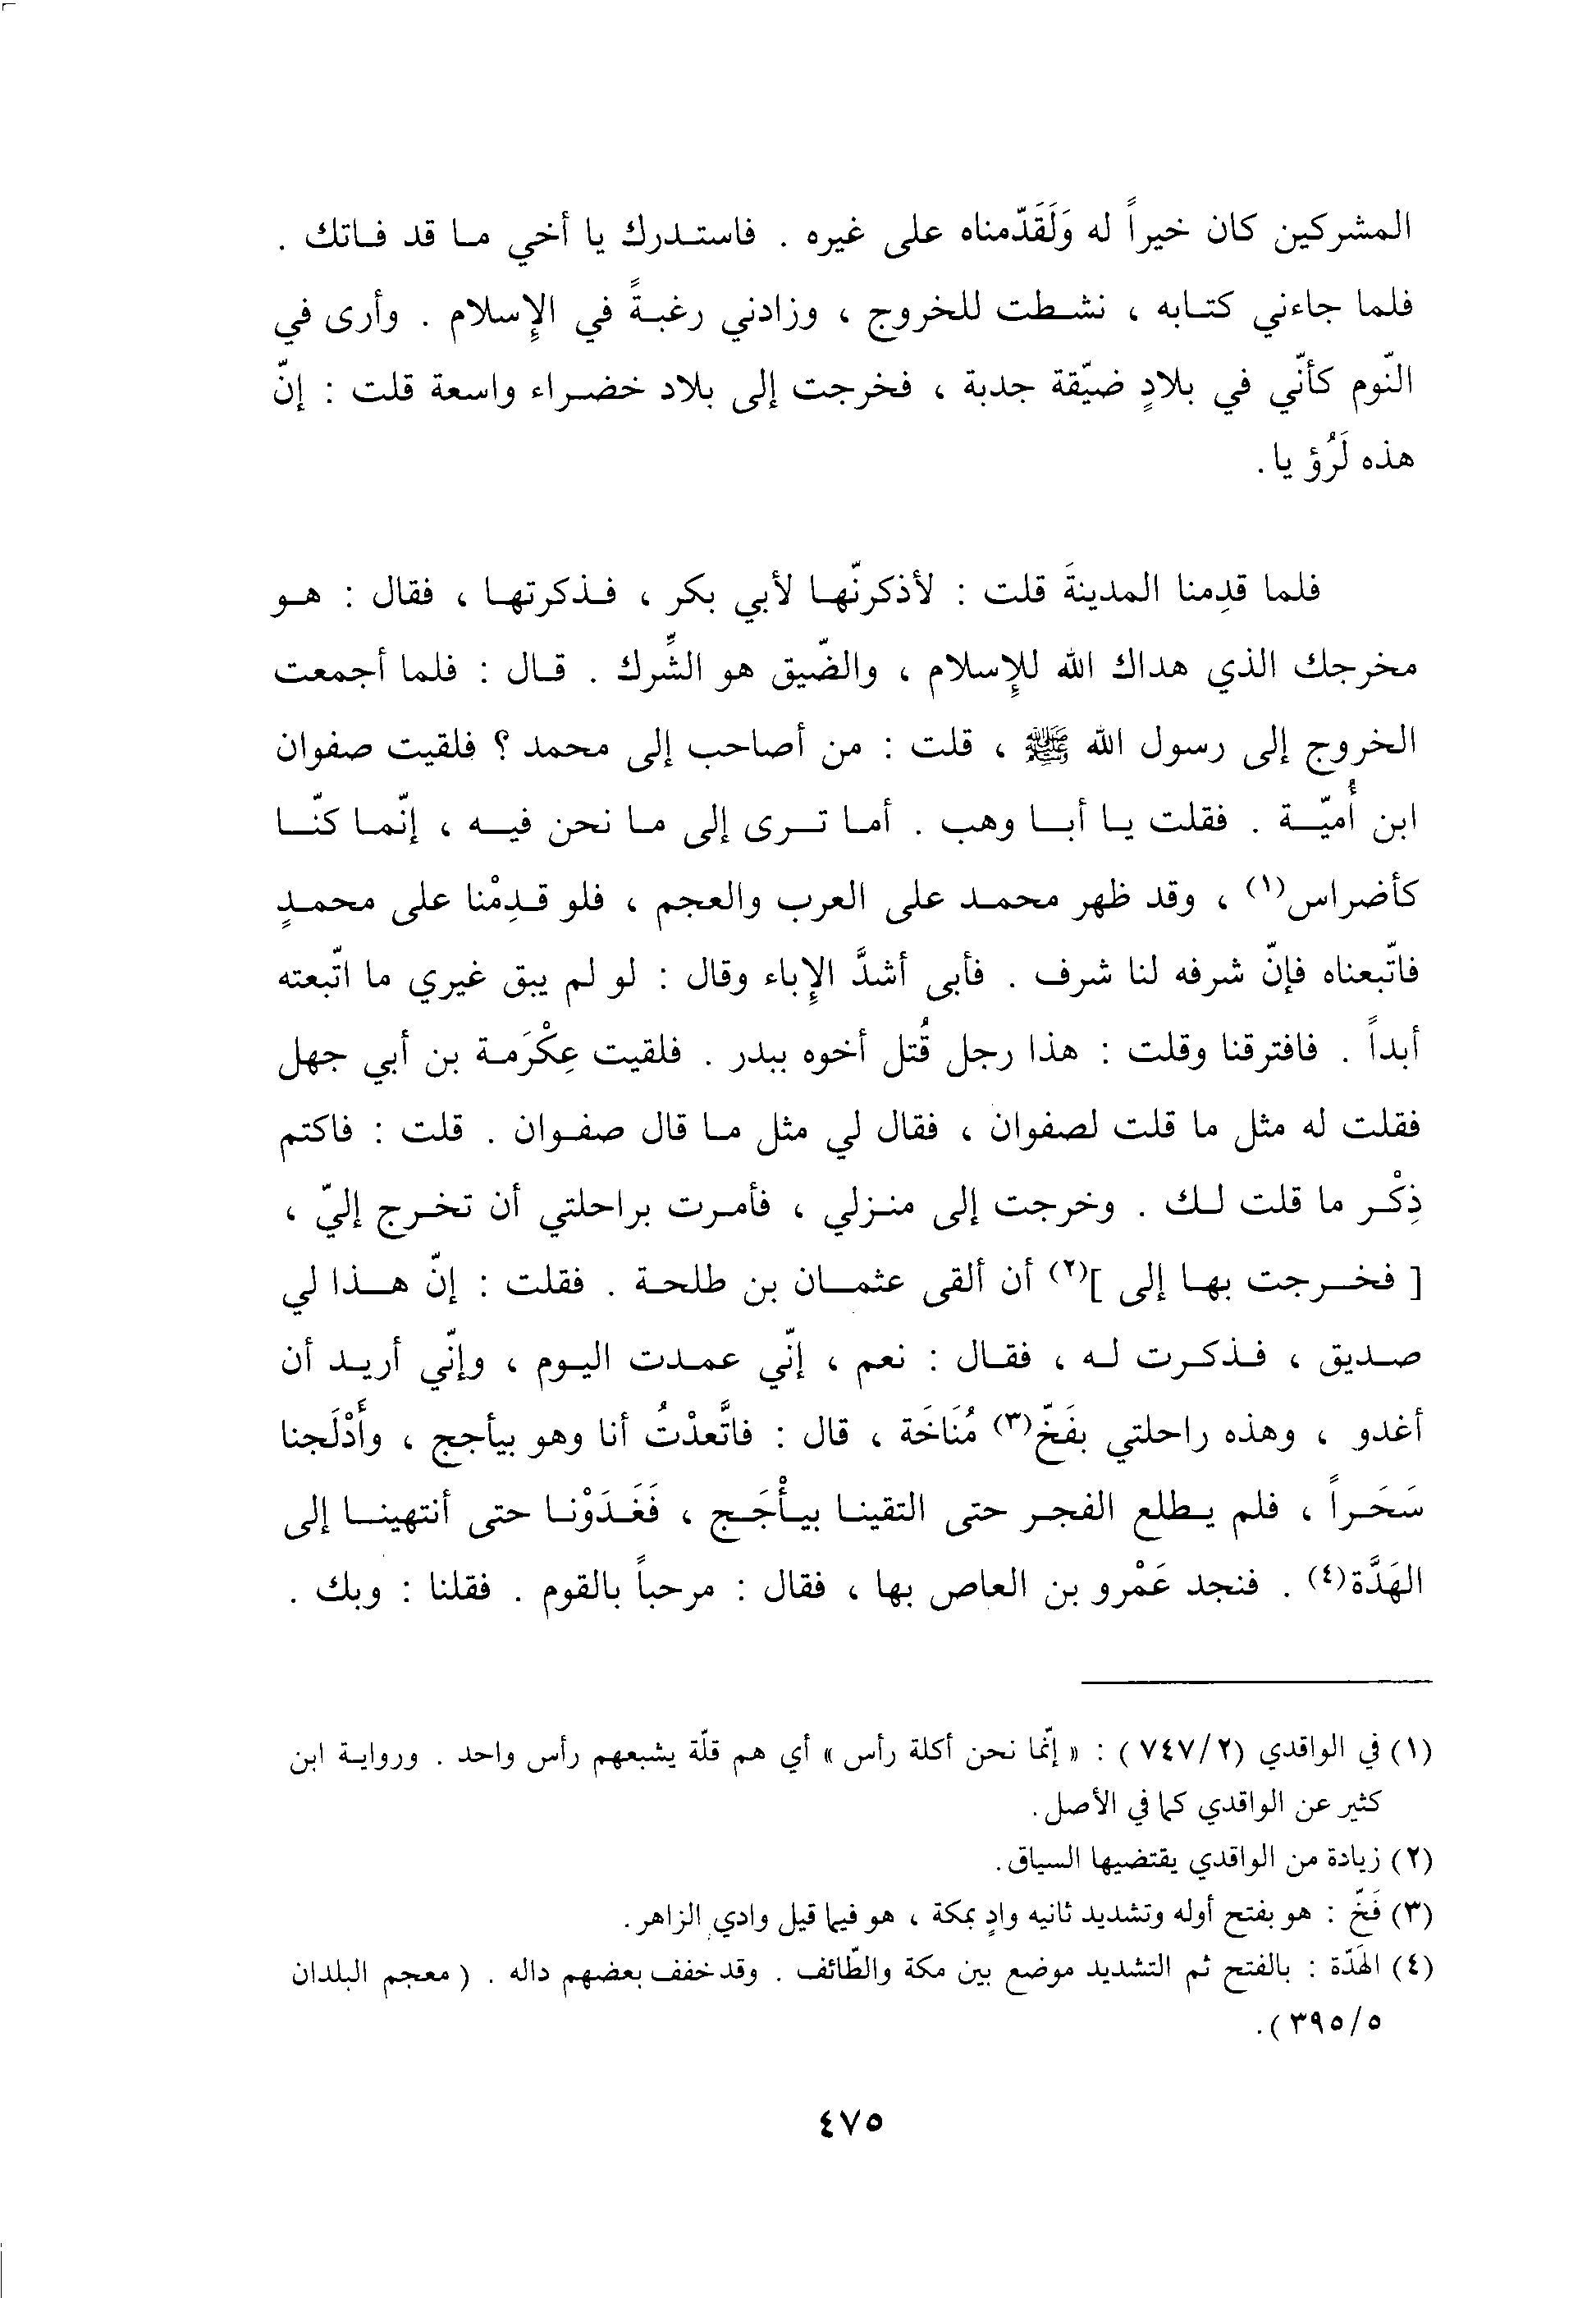 المشركين كان خيراً له وَلَقَدّمناه على غيره . فاستدرك يا أخي ما قد فاتك .
فلما جاءني كتابه ، نشطت للخروج ، وزادني رغبةً في الإِسلام . وأرى في
النّوم كأنّي في بلادٍ ضيّقة جدبة ، فخرجت إلى بلاد خضراء واسعة قلت : إنّ
هذه لَرُؤيا .
فلما قدِمنا المدينةَ قلت : لأذكرنّها لأبي بكر ، فذكرتها ، فقال : هو
مخرجك الذي هداك الله للإِسلام ، والضّيق هو الشِّرك . قال : فلما أجمعت
الخروج إلى رسول الله ﷺ ، قلت : من أصاحب إلى محمد ؟ فلقيت صفوان
ابن أُميّة . فقلت يا أبا وهب . أما ترى إلى ما نحن فيه ، إنّما كنّا
كأضراس(١) ، وقد ظهر محمد على العرب والعجم ، فلو قدِمْنا على محمدٍ
فاتّبعناه فإنّ شرفه لنا شرف . فأبى أشدَّ الإِباء وقال : لو لم يبق غيري ما اتّبعته
أبداً . فافترقنا وقلت : هذا رجل قُتل أخوه ببدر . فلقيت عِكْرَمة بن أبي جهل
فقلت له مثل ما قلت لصفوان ، فقال لي مثل ما قال صفوان . قلت : فاكتم
ذِكْر ما قلت لك . وخرجت إلى منزلي ، فأمرت براحلتي أن تخرج إليّ ،
[ فخرجت بها إلى ](٢) أن ألقى عثمان بن طلحة . فقلت : إنّ هذا لي
صديق ، فذكرت له ، فقال : نعم ، إنّي عمدت اليوم ، وإنّي أريد أن
أغدو ، وهذه راحلتي بفَخّ(٣) مُنَاخَة ، قال : فاتَّعدْتُ أنا وهو بيأجج ، وأَدْلَجنا
سَحَراً ، فلم يطلع الفجر حتى التقينا بيأْجَج ، فَغَدَوْنا حتى أنتهينا إلى
الهَدَّة(٤) . فنجد عَمْرو بن العاص بها ، فقال : مرحباً بالقوم . فقلنا : وبك .
(١) في الواقدي (٧٤٧/٢) : « إنّما نحن أكلة رأس » أي هم قلّة يشبعهم رأس واحد . ورواية ابن
كثير عن الواقدي كما في الأصل .
(٢) زيادة من الواقدي يقتضيها السياق .
(٣) فَخّ : هو بفتح أوله وتشديد ثانيه وادٍ بمكة ، هو فيما قيل وادي الزاهر .
(٤) الهَدّة : بالفتح ثم التشديد موضع بين مكة والطّائف . وقد خفف بعضهم داله . ( معجم البلدان
٣٩٥/٥ ) .
٤٧٥